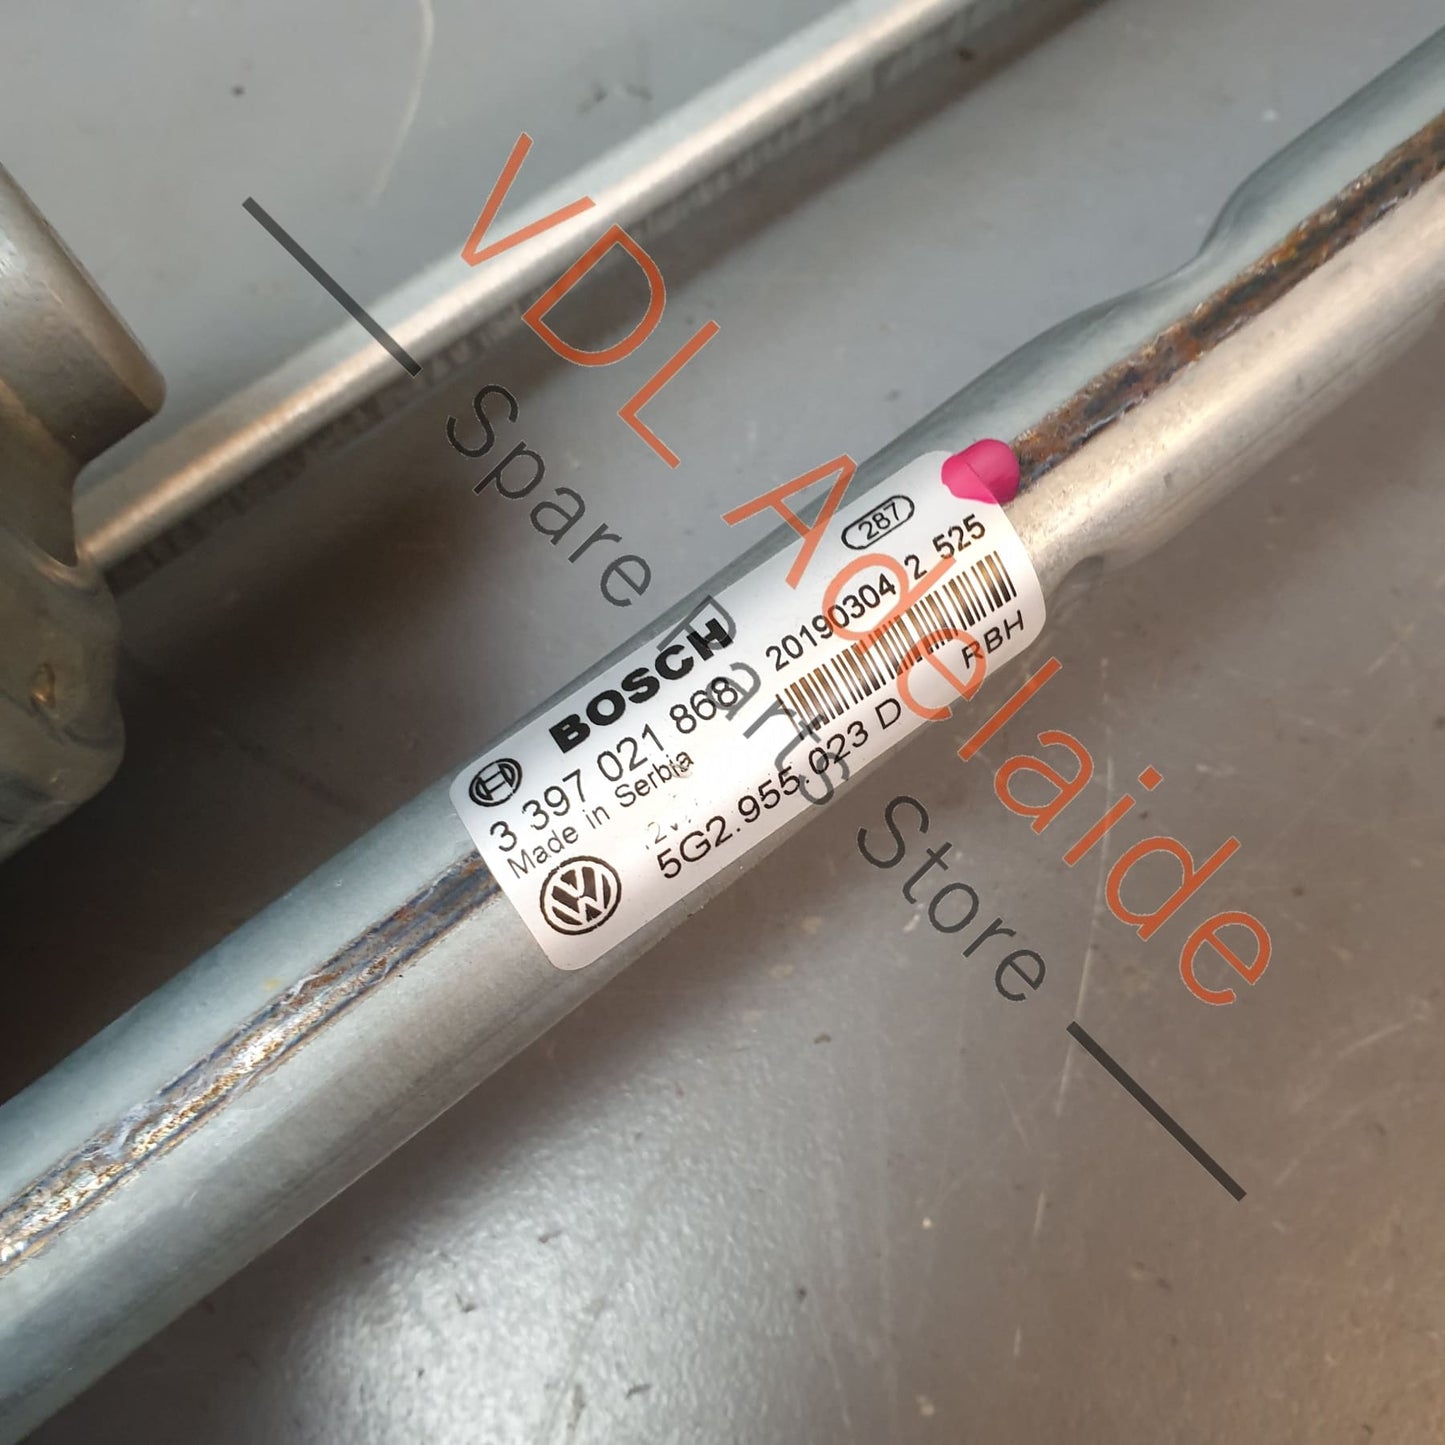 VDL Adelaide
Spare Parts Store
287
BOSCH
20190304 2 525
3 397 021 868
Made in Serbia
RBH
5G2.955.023 D